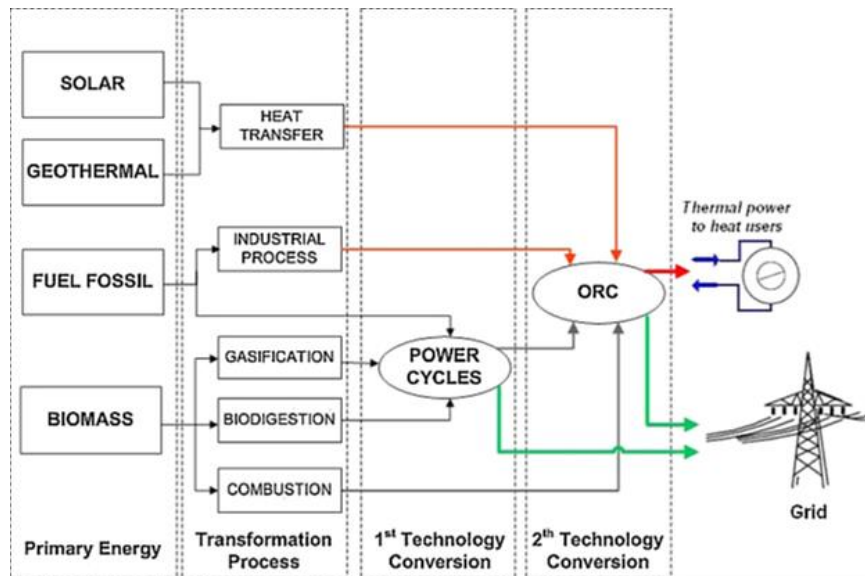 SOLAR
GEOTHERMAL
FUEL FOSSIL
BIOMASS
Primary Energy
HEAT
TRANSFER
INDUSTRIAL
PROCESS
GASIFICATION
BIODIGESTION
COMBUSTION
Transformation
Process
POWER
CYCLES
1st Technology
Conversion
ORC
2th Technology
Conversion
Thermal power
to heat users
Grid